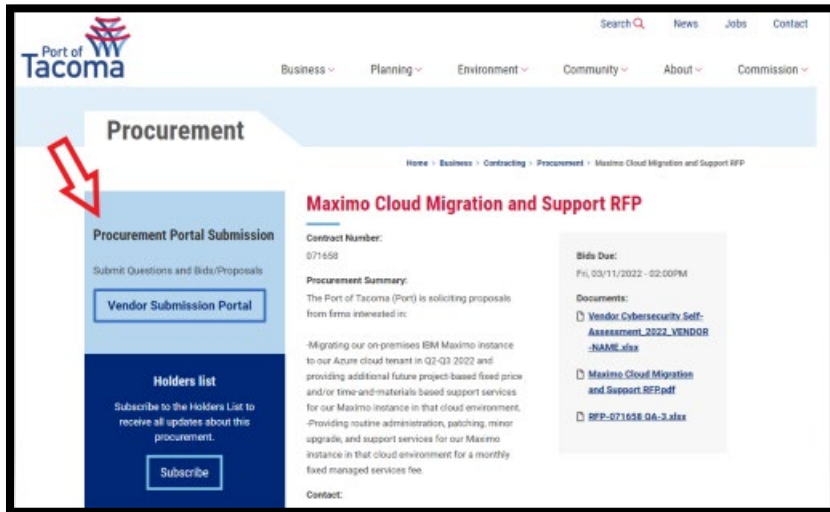 Search News Jobs Contact
Port of
Tacoma
Business Planning Environment Community About Commission
Procurement
Home > Business > Contracting > Procurement > Maximo Cloud Migration and Support RFP
Procurement Portal Submission
Submit Questions and Bids/Proposals
Vendor Submission Portal
Holders list
Subscribe to the Holders List to
receive all updates about this
procurement.
Subscribe
Maximo Cloud Migration and Support RFP
Contract Number:
071658
Procurement Summary:
The Port of Tacoma (Port) is soliciting proposals
from firms interested in:
-Migrating our on-premises IBM Maximo instance
to our Azure cloud tenant in Q2-Q3 2022 and
providing additional future project-based fixed price
and/or time-and-materials based support services
for our Maximo instance in that cloud environment.
-Providing routine administration, patching, minor
upgrade, and support services for our Maximo
instance in that cloud environment for a monthly
fixed managed services fee.
Contact:
Bids Due:
Fri, 03/11/2022 - 02:00PM
Documents:
Vendor Cybersecurity Self-
Assessment_2022_VENDOR
-NAME.xlsx
Maximo Cloud Migration
and Support RFP.pdf
RFP-071658 QA-3.xlsx